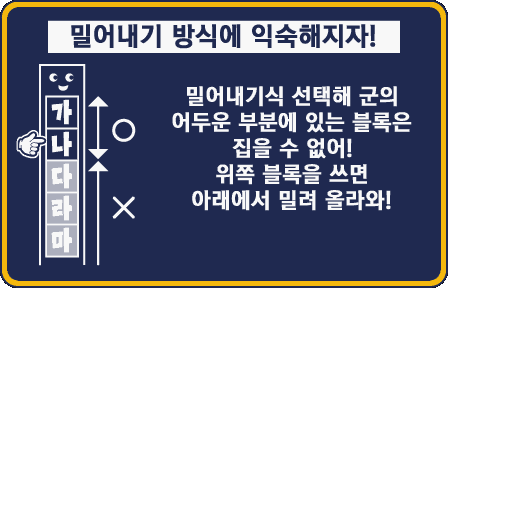 밀어내기 방식에 익숙해지자!
가
나
다
라
마
밀어내기식 선택해 군의
어두운 부분에 있는 블록은
집을 수 없어!
위쪽 블록을 쓰면
아래에서 밀려 올라와!